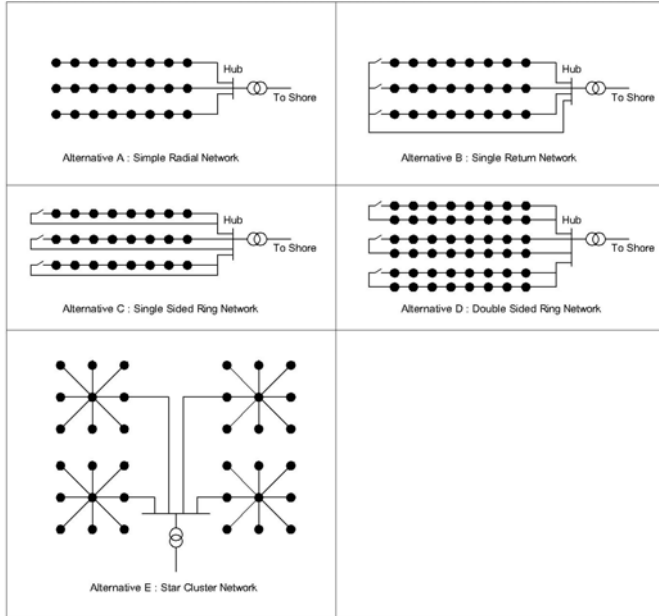 Hub
To Shore
Alternative A : Simple Radial Network
Hub
To Shore
Alternative B : Single Return Network
Hub
To Shore
Alternative C : Single Sided Ring Network
Hub
To Shore
Alternative D : Double Sided Ring Network
Alternative E : Star Cluster Network